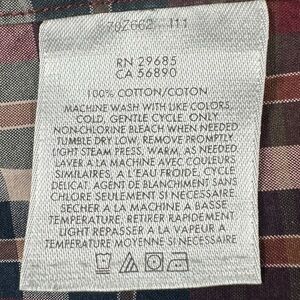 78Z662 I11
RN 29685
CA 56890
100% COTTON/COTON
MACHINE WASH WITH LIKE COLORS,
COLD, GENTLE CYCLE. ONLY
NON-CHLORINE BLEACH WHEN NEEDED
TUMBLE DRY LOW, REMOVE PROMPTLY
LIGHT STEAM PRESS, WARM, AS NEEDED
LAVER A LA MACHINE AVEC COULEURS
SIMILAIRES, A L'EAU FROIDE, CYCLE
DELICAT. AGENT DE BLANCHIMENT SANS
CHLORE SEULEMENT SI NECESSAIRE.
SECHER A LA MACHINE A BASSE
TEMPERATURE, RETIRER RAPIDEMENT
LIGHT REPASSER A LA VAPEUR A
TEMPERATURE MOYENNE SI NECESSAIRE